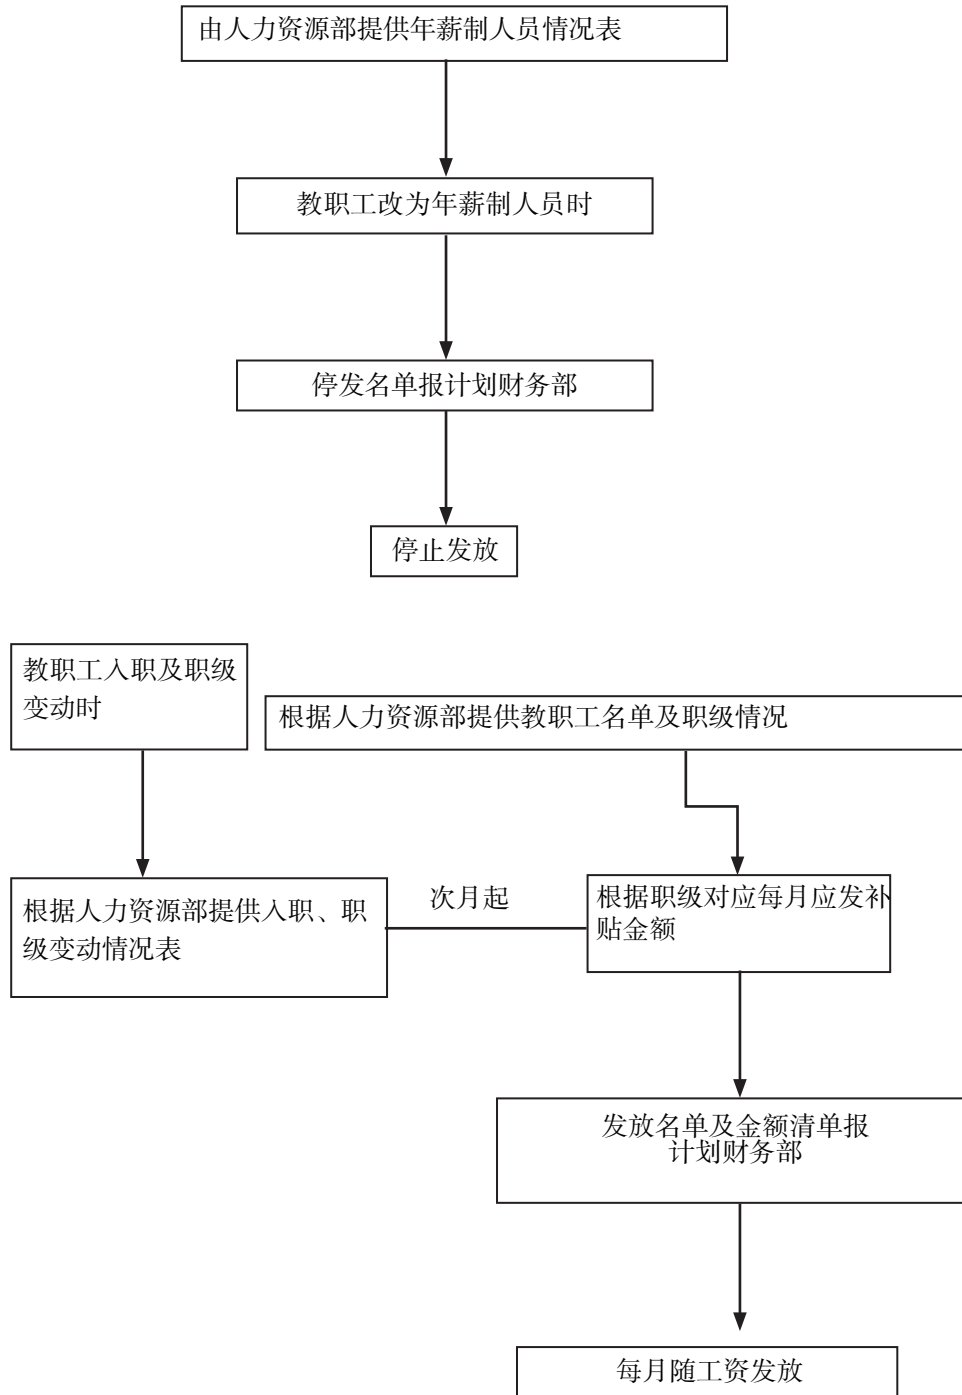 由人力资源部提供年薪制人员情况表
教职工改为年薪制人员时
停发名单报计划财务部
停止发放
教职工入职及职级
变动时
根据人力资源部提供教职工名单及职级情况
根据人力资源部提供入职、职
级变动情况表
次月起
根据职级对应每月应发补
贴金额
发放名单及金额清单报
计划财务部
每月随工资发放